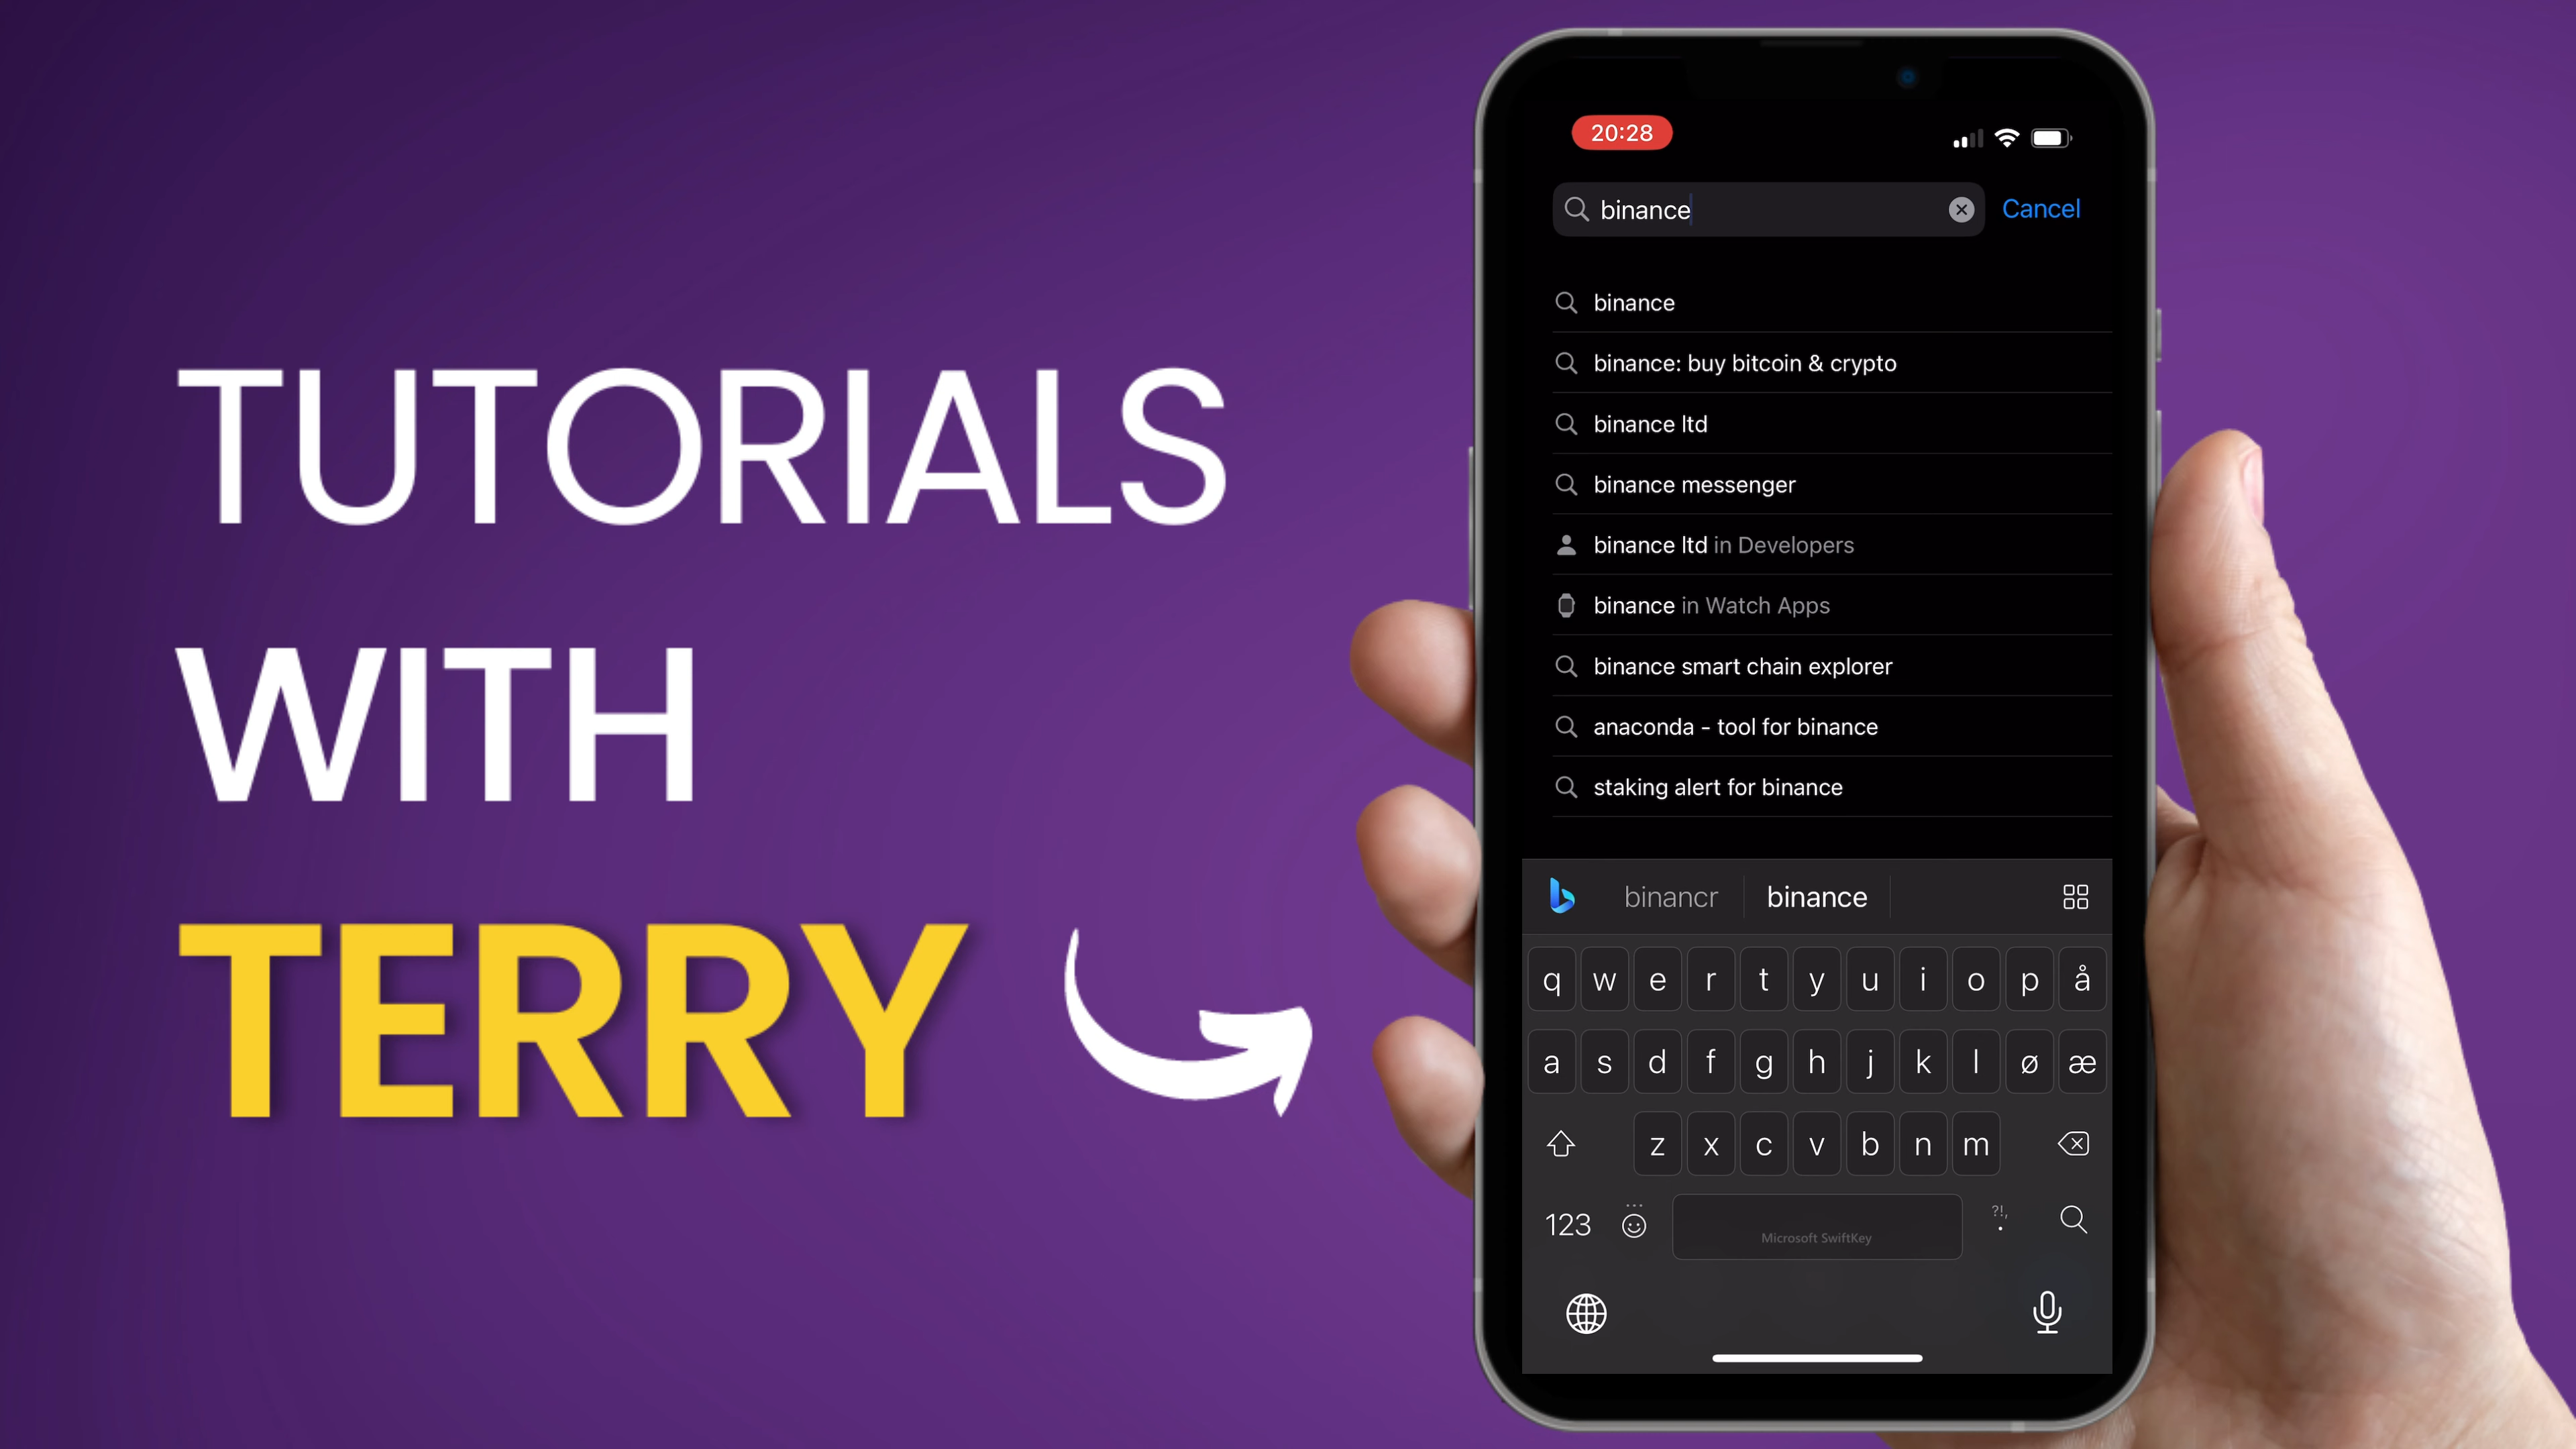 TUTORIALS
WITH
TERRY
20:28
binance
Cancel
binance
binance: buy bitcoin & crypto
binance ltd
binance messenger
binance ltd in Developers
binance in Watch Apps
binance smart chain explorer
anaconda - tool for binance
staking alert for binance
binancr binance
q w e r t y u i o p å
a s d f g h j k l ø æ
z x c v b n m
123 Microsoft SwiftKey ?!, .